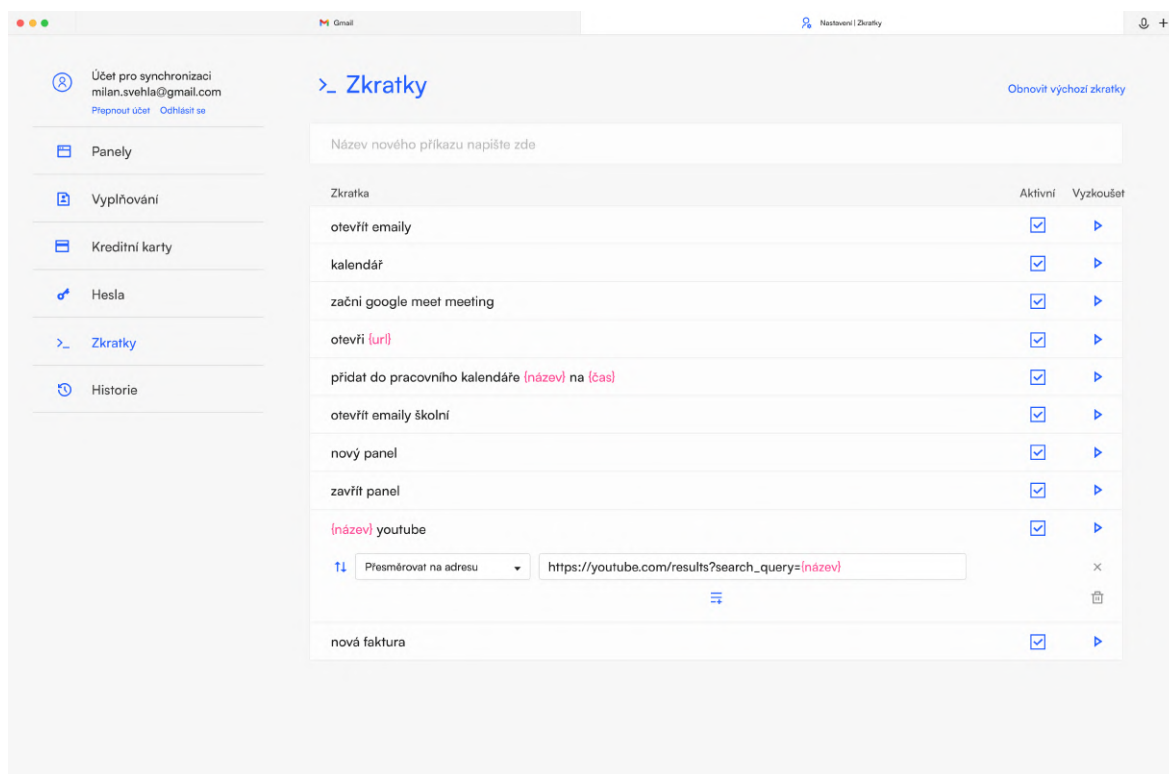 Gmail
Nastavení | Zkratky
Účet pro synchronizaci
milan.svehla@gmail.com
Přepnout účet Odhlásit se
Panely
Vyplňování
Kreditní karty
Hesla
Zkratky
Historie
>_ Zkratky
Obnovit výchozí zkratky
Název nového příkazu napište zde
Zkratka Aktivní Vyzkoušet
otevřít emaily
kalendář
začni google meet meeting
otevři {url}
přidat do pracovního kalendáře {název} na {čas}
otevřít emaily školní
nový panel
zavřít panel
{název} youtube
Přesměrovat na adresu https://youtube.com/results?search_query={název}
nová faktura